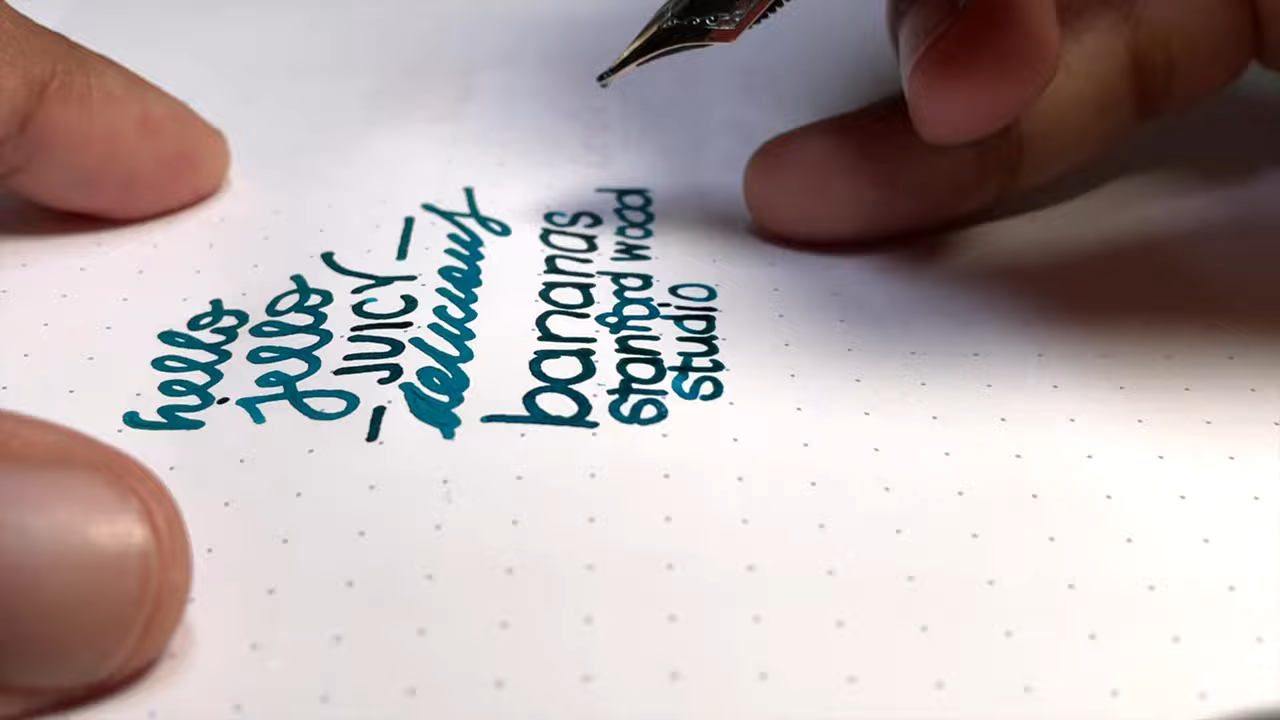 hello
Jello
- JUICY -
delicious
bananas
stanford wood
studio